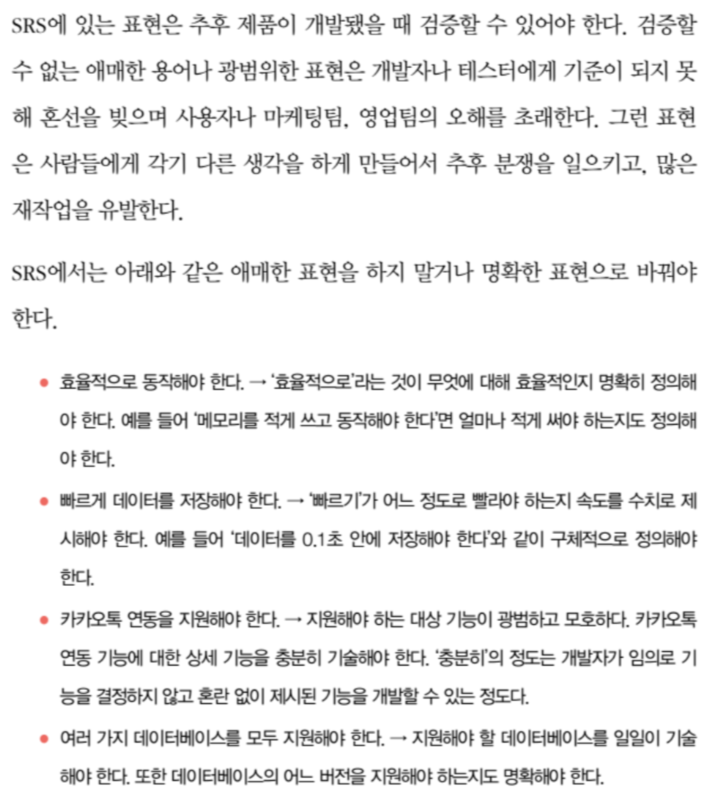 SRS에 있는 표현은 추후 제품이 개발됐을 때 검증할 수 있어야 한다. 검증할
수 없는 애매한 용어나 광범위한 표현은 개발자나 테스터에게 기준이 되지 못
해 혼선을 빚으며 사용자나 마케팅팀, 영업팀의 오해를 초래한다. 그런 표현
은 사람들에게 각기 다른 생각을 하게 만들어서 추후 분쟁을 일으키고, 많은
재작업을 유발한다.
SRS에서는 아래와 같은 애매한 표현을 하지 말거나 명확한 표현으로 바꿔야
한다.
• 효율적으로 동작해야 한다. → ‘효율적으로’라는 것이 무엇에 대해 효율적인지 명확히 정의해
야 한다. 예를 들어 ‘메모리를 적게 쓰고 동작해야 한다’면 얼마나 적게 써야 하는지도 정의해
야 한다.
• 빠르게 데이터를 저장해야 한다. → ‘빠르기’가 어느 정도로 빨라야 하는지 속도를 수치로 제
시해야 한다. 예를 들어 ‘데이터를 0.1초 안에 저장해야 한다’와 같이 구체적으로 정의해야
한다.
• 카카오톡 연동을 지원해야 한다. → 지원해야 하는 대상 기능이 광범하고 모호하다. 카카오톡
연동 기능에 대한 상세 기능을 충분히 기술해야 한다. ‘충분히’의 정도는 개발자가 임의로 기
능을 결정하지 않고 혼란 없이 제시된 기능을 개발할 수 있는 정도다.
• 여러 가지 데이터베이스를 모두 지원해야 한다. → 지원해야 할 데이터베이스를 일일이 기술
해야 한다. 또한 데이터베이스의 어느 버전을 지원해야 하는지도 명확해야 한다.